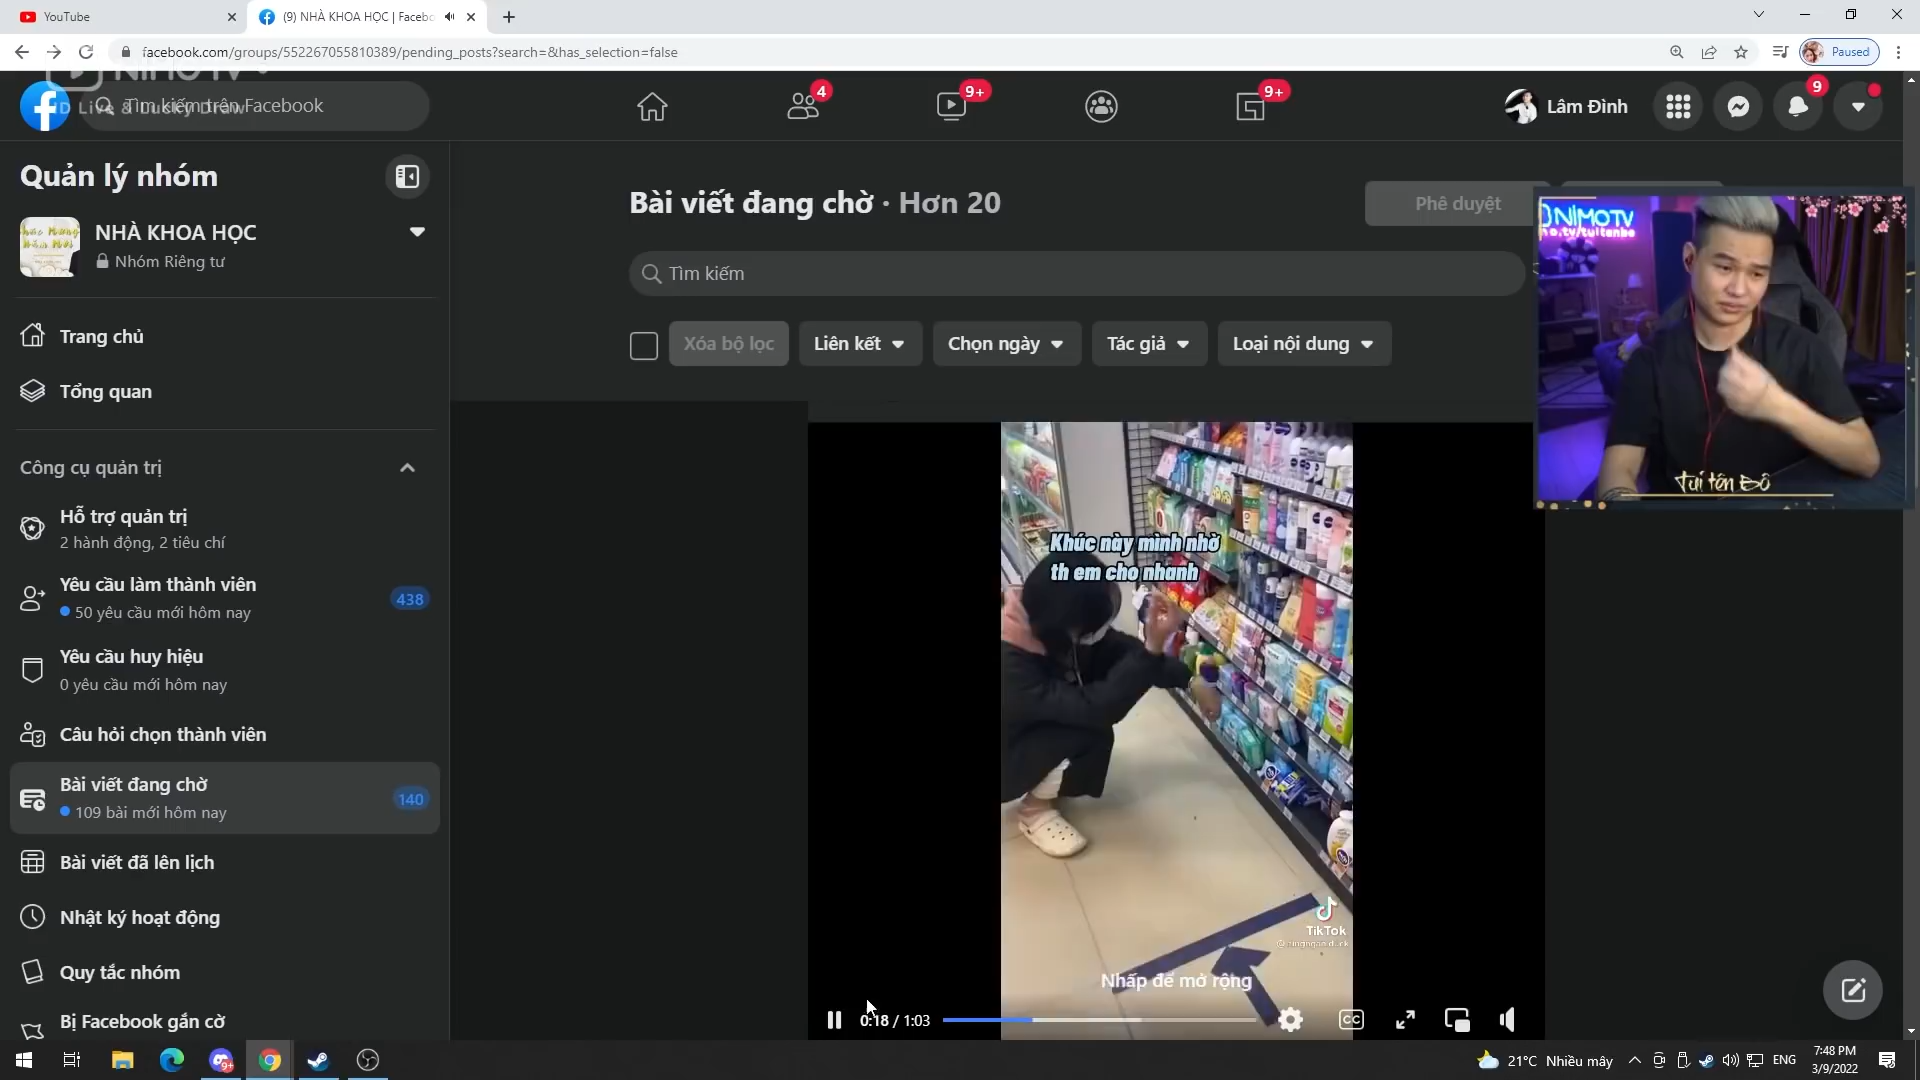 YouTube
(9) NHÀ KHOA HỌC | Facebo
facebook.com/groups/552267055810389/pending_posts?search=&has_selection=false
Paused
NIMOTV
Live & Lucky Draw
Tìm kiếm trên Facebook
4
9+
9+
Lâm Đình
9
Quản lý nhóm
NHÀ KHOA HỌC
Nhóm Riêng tư
Trang chủ
Tổng quan
Công cụ quản trị
Hỗ trợ quản trị
2 hành động, 2 tiêu chí
Yêu cầu làm thành viên
50 yêu cầu mới hôm nay
438
Yêu cầu huy hiệu
0 yêu cầu mới hôm nay
Câu hỏi chọn thành viên
Bài viết đang chờ
109 bài mới hôm nay
140
Bài viết đã lên lịch
Nhật ký hoạt động
Quy tắc nhóm
Bị Facebook gắn cờ
Bài viết đang chờ · Hơn 20
Phê duyệt
Tìm kiếm
Xóa bộ lọc
Liên kết
Chọn ngày
Tác giả
Loại nội dung
NIMOTV
Khúc này mình nhờ
th em cho nhanh
TikTok
Nhấp để mở rộng
0:18 / 1:03
CC
9+
21°C Nhiều mây
ENG
7:48 PM
3/9/2022